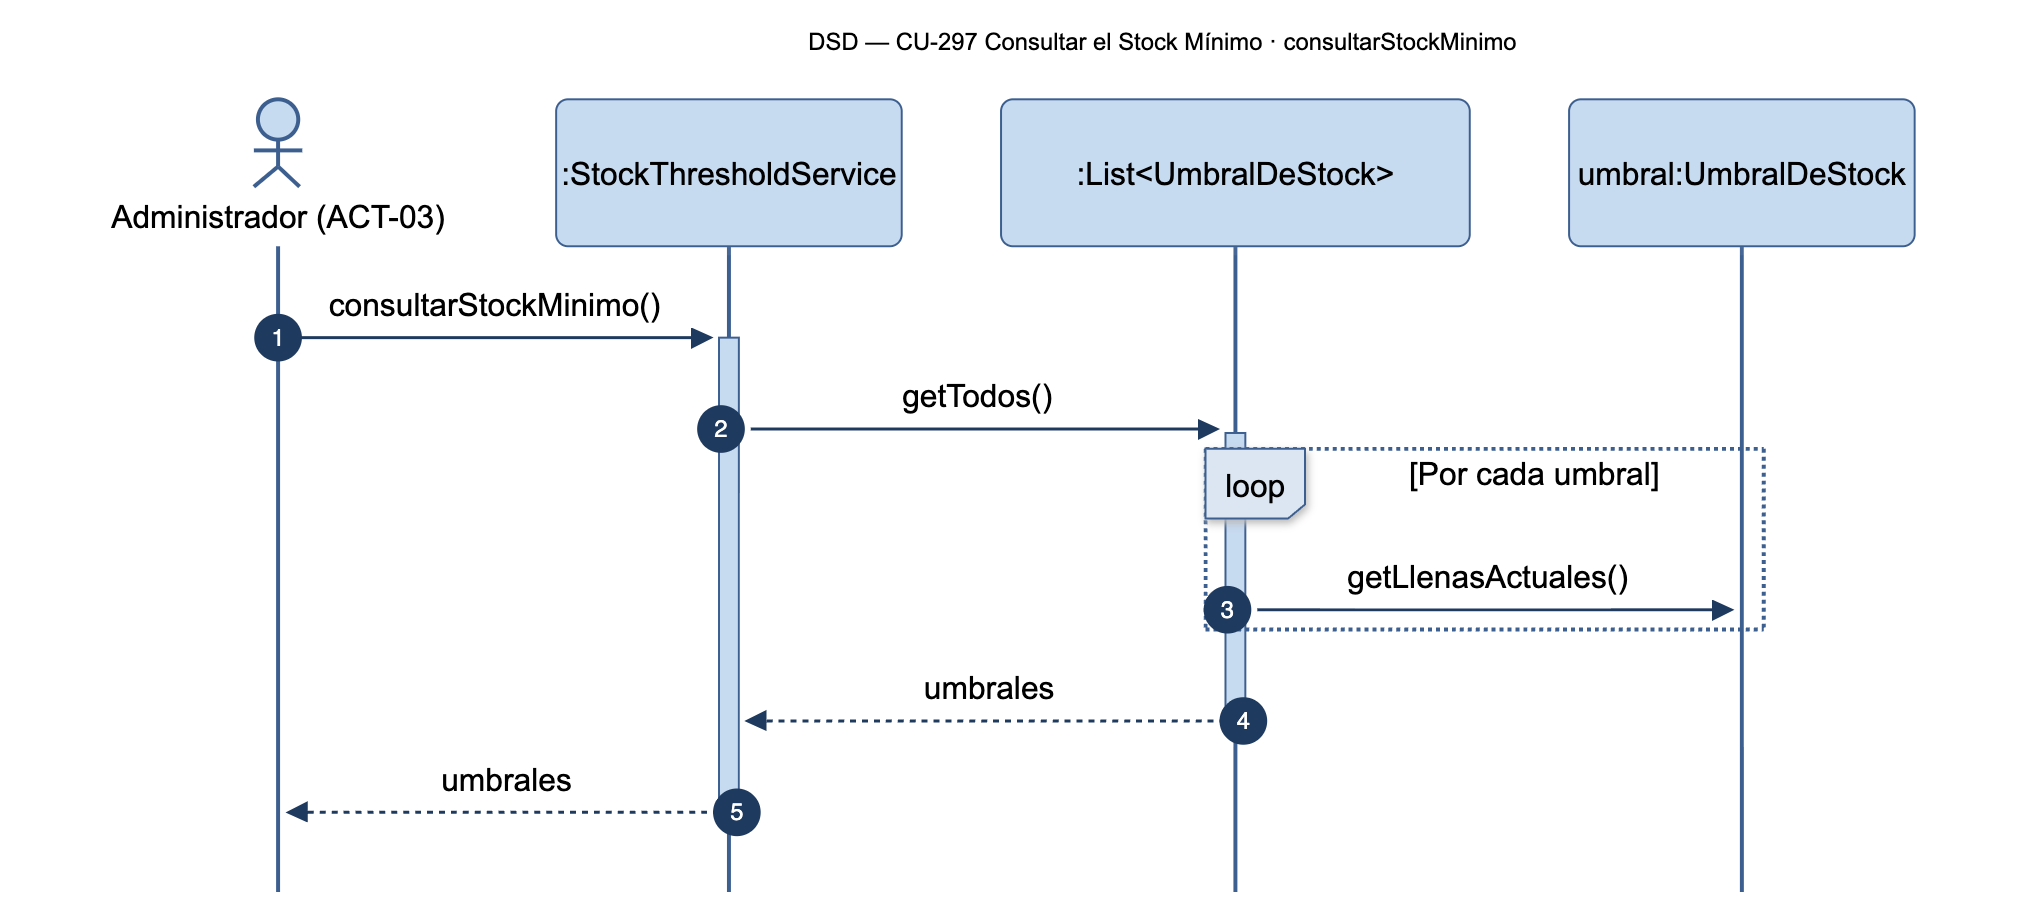 DSD — CU-297 Consultar el Stock Mínimo · consultarStockMinimo
Administrador (ACT-03)
:StockThresholdService
:List<UmbralDeStock>
umbral:UmbralDeStock
consultarStockMinimo()
1
getTodos()
2
loop
[Por cada umbral]
getLlenasActuales()
3
umbrales
4
umbrales
5